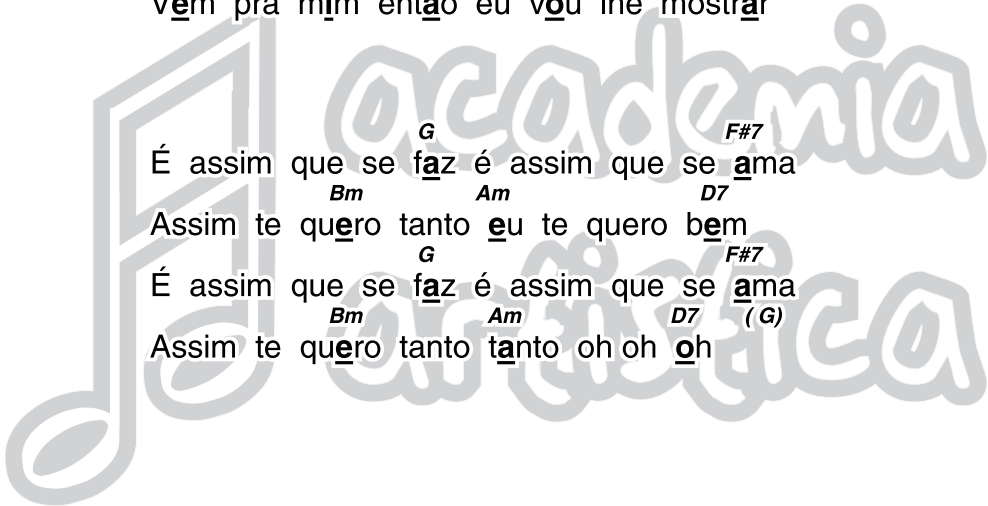 Vem pra mim então eu vou lhe mostrar
G F#7
É assim que se faz é assim que se ama
Bm Am D7
Assim te quero tanto eu te quero bem
G F#7
É assim que se faz é assim que se ama
Bm Am D7 ( G)
Assim te quero tanto tanto oh oh oh
academia
artística